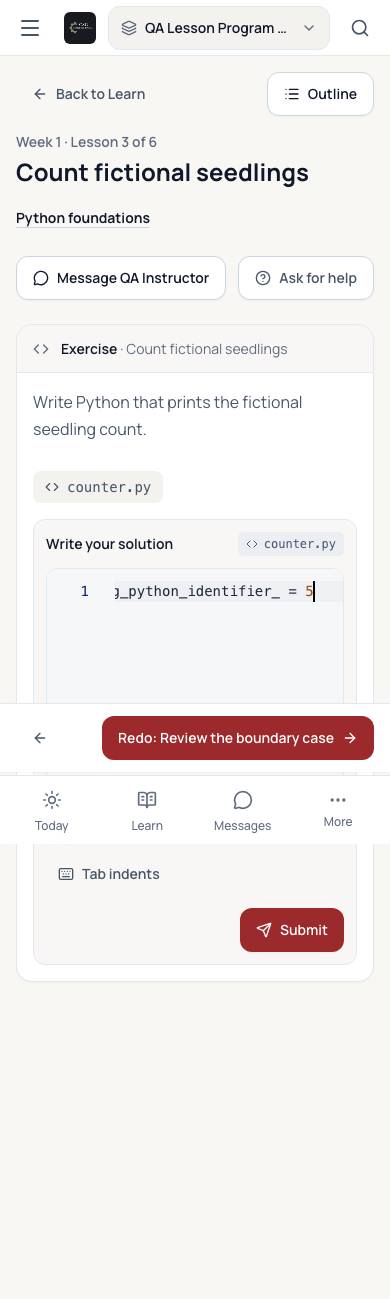 QA Lesson Program ...
Back to Learn
Outline
Week 1 · Lesson 3 of 6
Count fictional seedlings
Python foundations
Message QA Instructor
Ask for help
Exercise · Count fictional seedlings
Write Python that prints the fictional
seedling count.
counter.py
Write your solution
counter.py
1 g_python_identifier_ = 5
Redo: Review the boundary case
Today
Learn
Messages
More
Tab indents
Submit